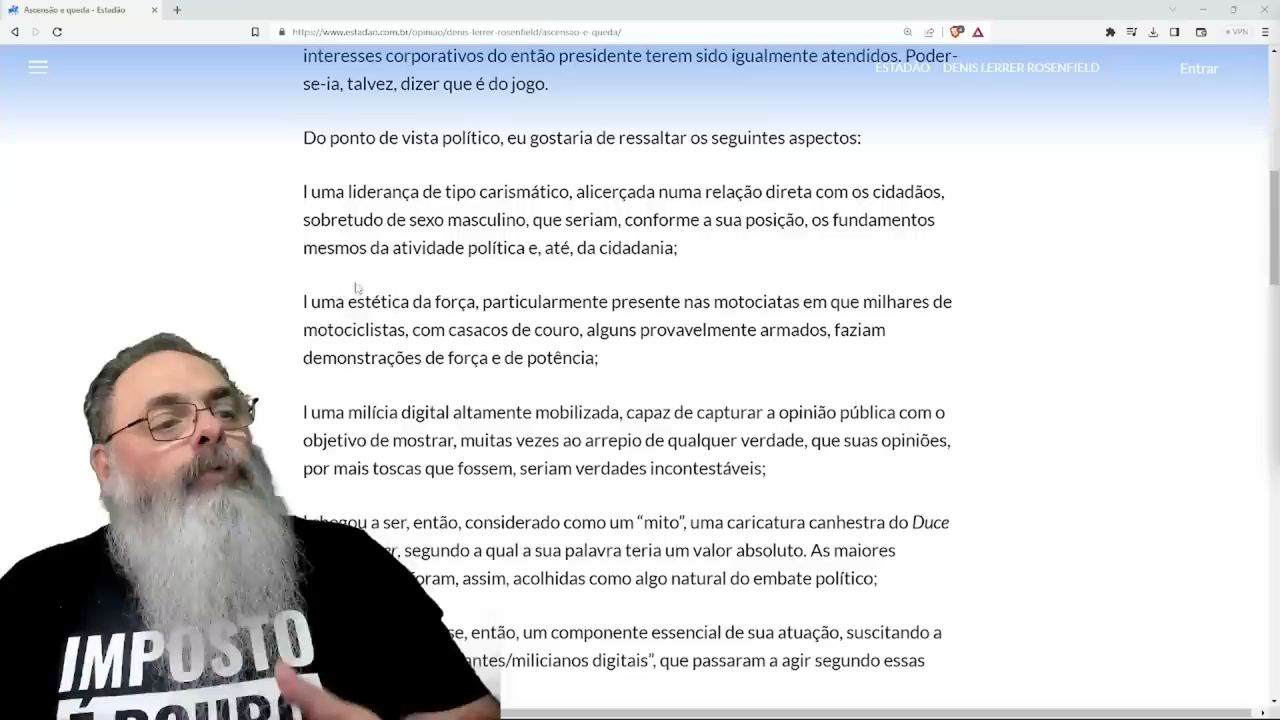 Ascensão e queda - Estadão
https://www.estadao.com.br/opiniao/denis-lerrer-rosenfield/ascensao-e-queda/
VPN
ESTADÃO DENIS LERRER ROSENFIELD
Entrar
interesses corporativos do então presidente terem sido igualmente atendidos. Poder-
se-ia, talvez, dizer que é do jogo.
Do ponto de vista político, eu gostaria de ressaltar os seguintes aspectos:
l uma liderança de tipo carismático, alicerçada numa relação direta com os cidadãos,
sobretudo de sexo masculino, que seriam, conforme a sua posição, os fundamentos
mesmos da atividade política e, até, da cidadania;
l uma estética da força, particularmente presente nas motociatas em que milhares de
motociclistas, com casacos de couro, alguns provavelmente armados, faziam
demonstrações de força e de potência;
l uma milícia digital altamente mobilizada, capaz de capturar a opinião pública com o
objetivo de mostrar, muitas vezes ao arrepio de qualquer verdade, que suas opiniões,
por mais toscas que fossem, seriam verdades incontestáveis;
a ser, então, considerado como um “mito”, uma caricatura canhestra do Duce
segundo a qual a sua palavra teria um valor absoluto. As maiores
foram, assim, acolhidas como algo natural do embate político;
se, então, um componente essencial de sua atuação, suscitando a
antes/milicianos digitais”, que passaram a agir segundo essas
IMPOSTO
É ROUBO